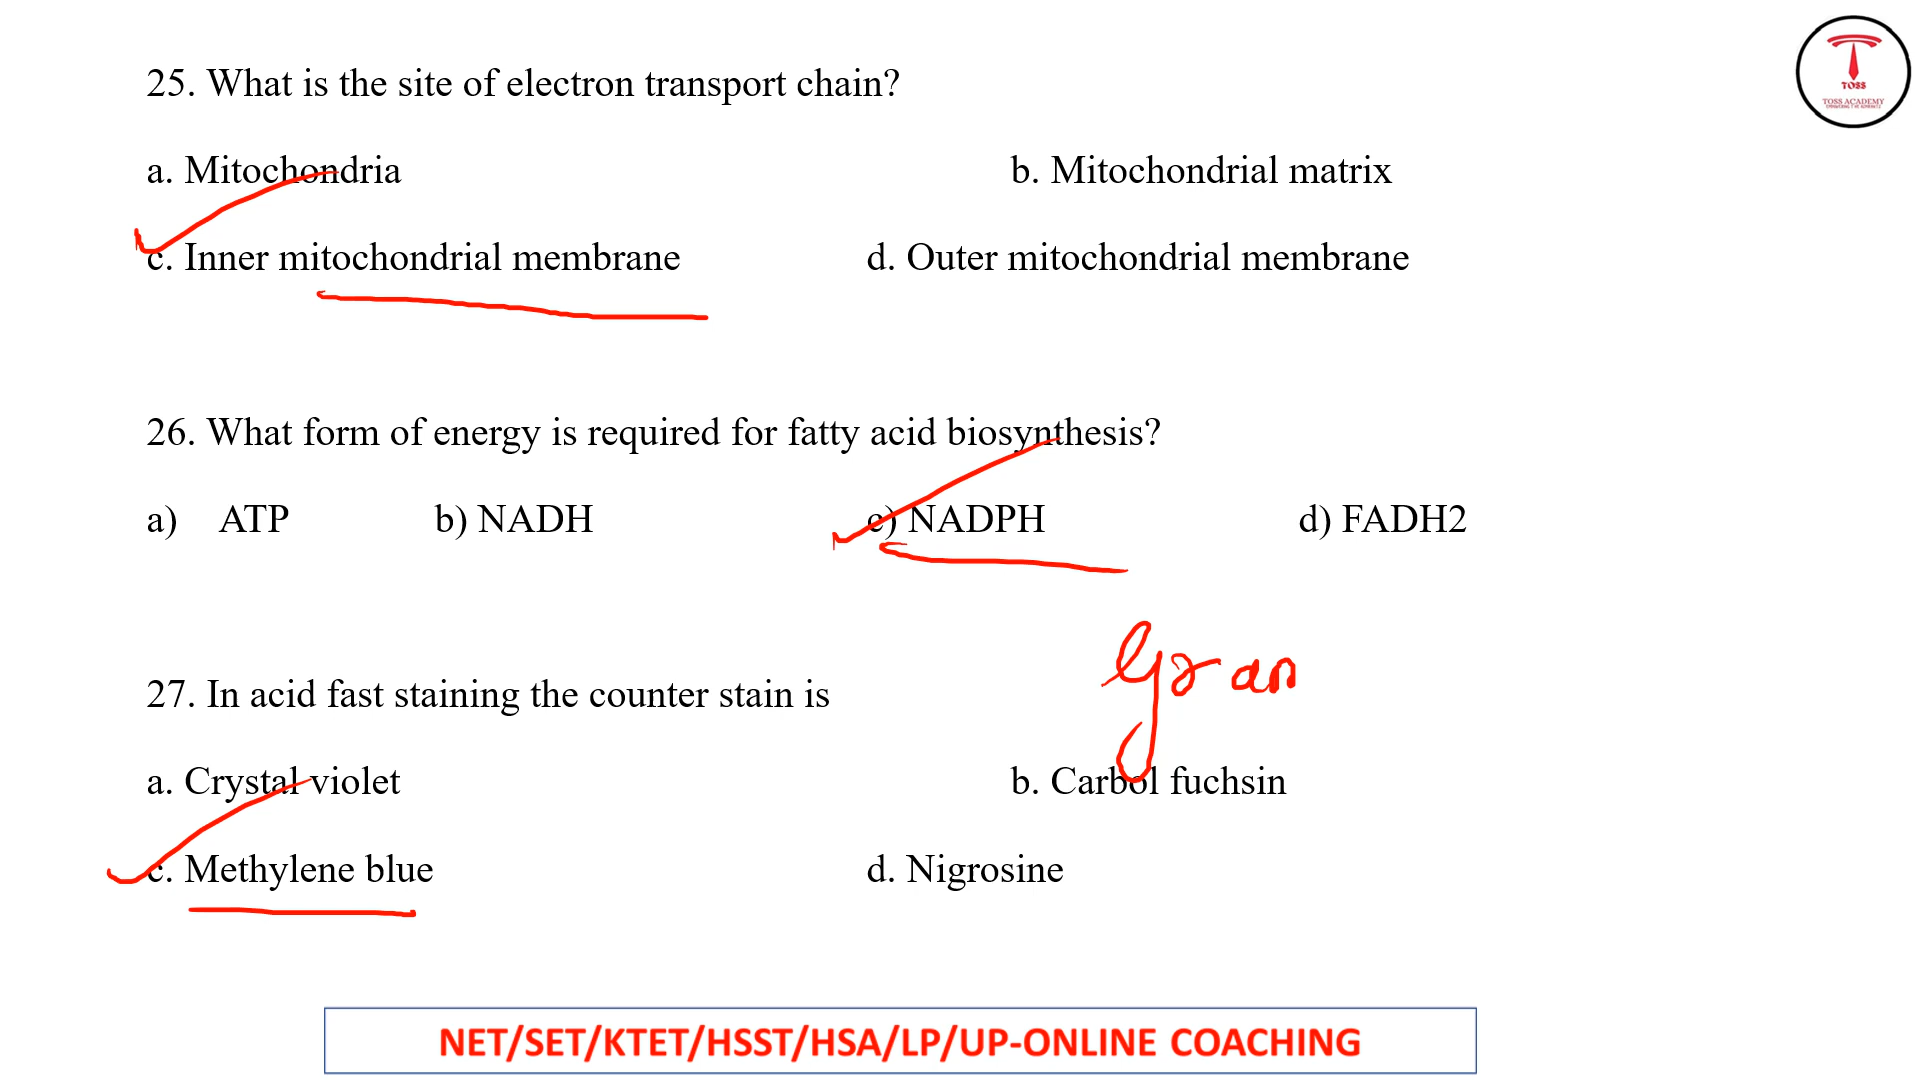 25. What is the site of electron transport chain?
a. Mitochondria b. Mitochondrial matrix
c. Inner mitochondrial membrane d. Outer mitochondrial membrane
26. What form of energy is required for fatty acid biosynthesis?
a) ATP b) NADH c) NADPH d) FADH2
Gram
27. In acid fast staining the counter stain is
a. Crystal violet b. Carbol fuchsin
c. Methylene blue d. Nigrosine
NET/SET/KTET/HSST/HSA/LP/UP-ONLINE COACHING
TOSS
TOSS ACADEMY